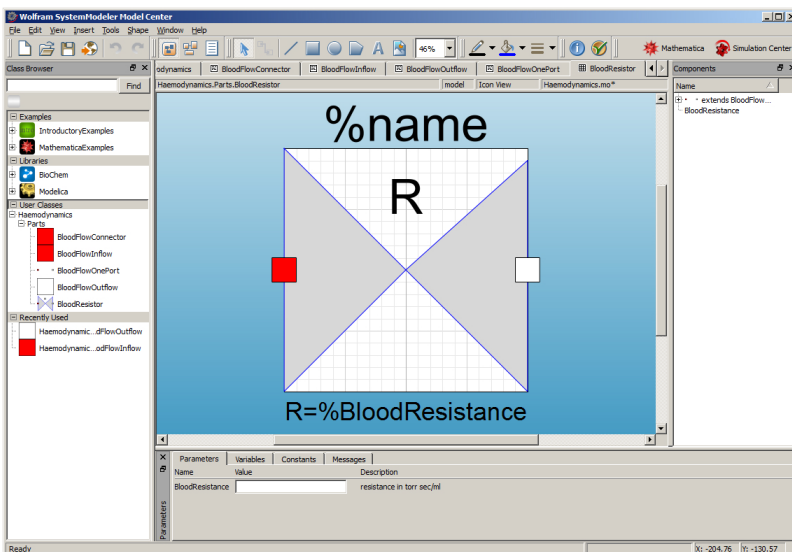 Wolfram SystemModeler Model Center
File Edit View Insert Tools Shape Window Help
46%
Mathematica Simulation Center
Class Browser
odynamics BloodFlowConnector BloodFlowInflow BloodFlowOutflow BloodFlowOnePort BloodResistor
Components
Find
Haemodynamics.Parts.BloodResistor model Icon View Haemodynamics.mo*
Name
extends BloodFlow...
BloodResistance
Examples
IntroductoryExamples
MathematicaExamples
Libraries
BioChem
Modelica
User Classes
Haemodynamics
Parts
BloodFlowConnector
BloodFlowInflow
BloodFlowOnePort
BloodFlowOutflow
BloodResistor
Recently Used
Haemodynamic...dFlowOutflow
Haemodynamic...odFlowInflow
%name
R
R=%BloodResistance
Parameters Variables Constants Messages
Name Value Description
BloodResistance resistance in torr sec/ml
Parameters
Ready
X: -204.76 Y: -130.57